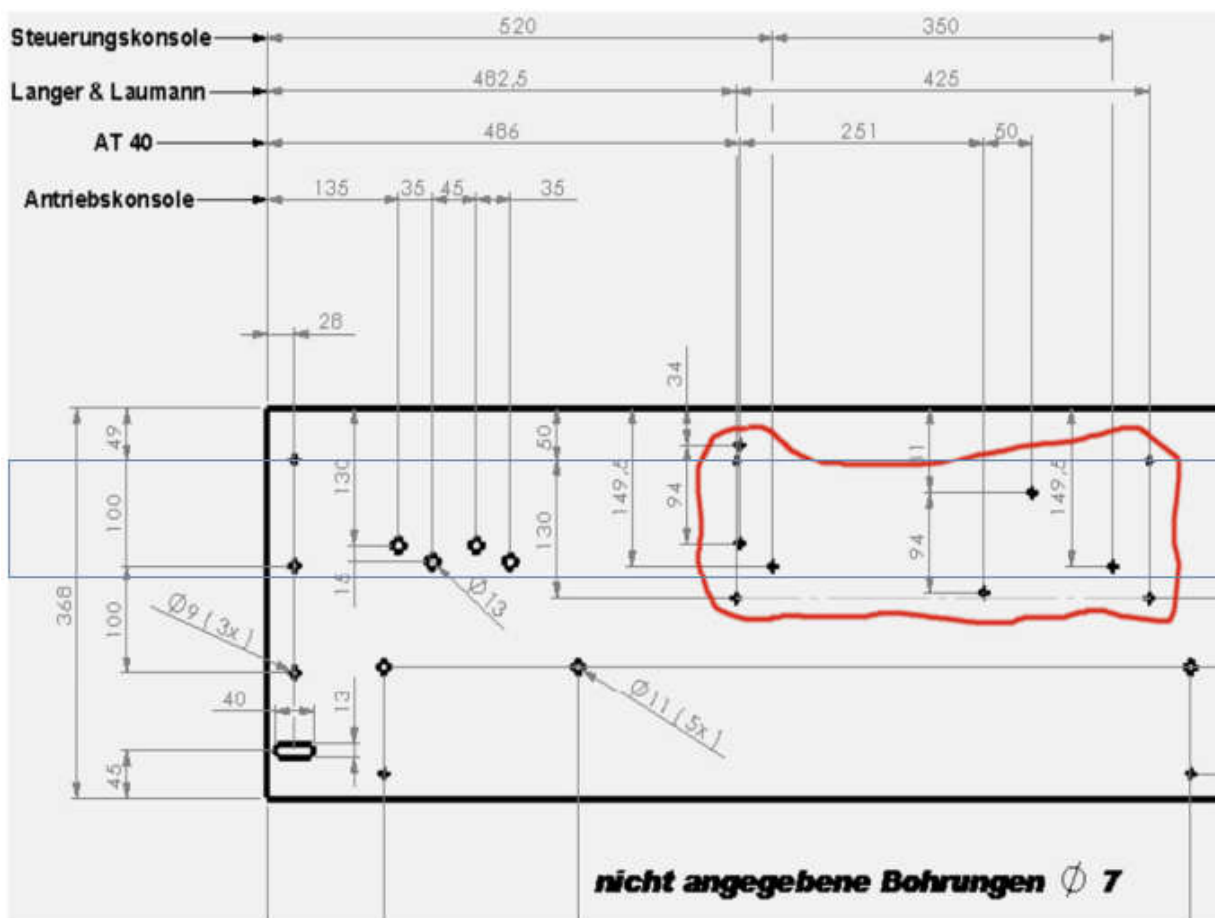 Steuerungskonsole 520 350
Langer & Laumann 482,5 425
AT 40 486 251 50
Antriebskonsole 135 35 45 35
28
34
49
50
130
149,5
149,5
94
100
130
94
15
Ø13
368
100
Ø9 ( 3x )
40
13
Ø11 ( 5x )
45
nicht angegebene Bohrungen Ø 7